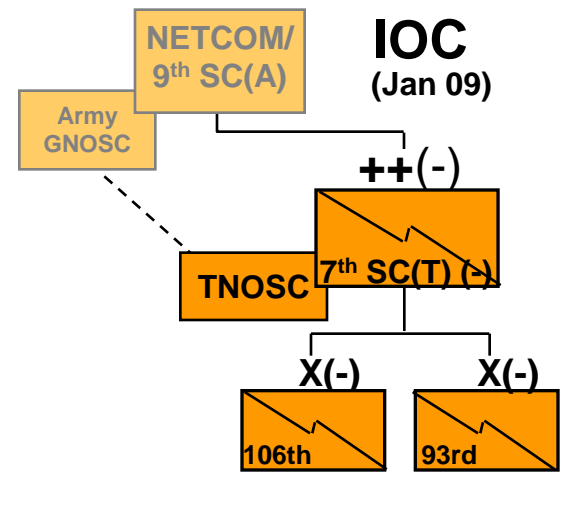 NETCOM/
9th SC(A)
IOC
(Jan 09)
Army
GNOSC
++(-)
7th SC(T) (-)
TNOSC
X(-)
X(-)
106th
93rd